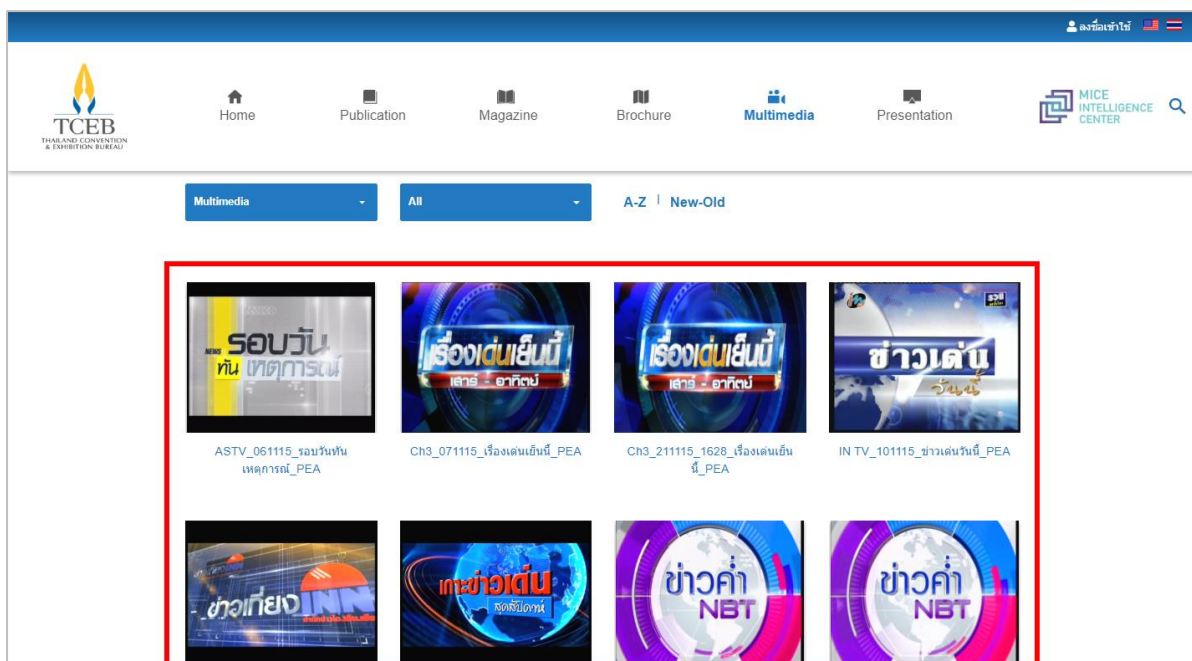 ลงชื่อเข้าใช้
TCEB
THAILAND CONVENTION
& EXHIBITION BUREAU
Home
Publication
Magazine
Brochure
Multimedia
Presentation
MICE
INTELLIGENCE
CENTER
Multimedia
All
A-Z | New-Old
NEWS รอบวัน
ทัน เหตุการณ์
เรื่องเด่นเย็นนี้
เสาร์ - อาทิตย์
เรื่องเด่นเย็นนี้
เสาร์ - อาทิตย์
ข่าวเด่น
วันนี้
ASTV_061115_รอบวันทัน
เหตุการณ์_PEA
Ch3_071115_เรื่องเด่นเย็นนี้_PEA
Ch3_211115_1628_เรื่องเด่นเย็น
นี้_PEA
IN TV_101115_ข่าวเด่นวันนี้_PEA
ข่าวเที่ยง INN
เกาะข่าวเด่น
สุดสัปดาห์
ข่าวค่ำ
NBT
ข่าวค่ำ
NBT